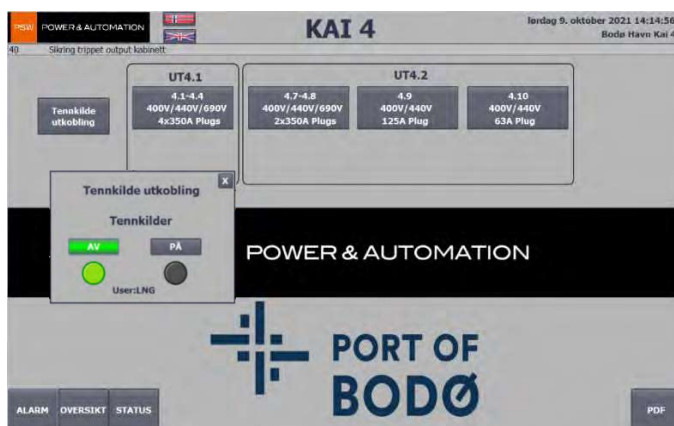 PSW POWER & AUTOMATION
KAI 4
lørdag 9. oktober 2021 14:14:56
Bodø Havn Kai 4
40 Sikring trippet output kabinett
Tennkilde
utkobling
UT4.1
4.1-4.4
400V/440V/690V
4x350A Plugs
UT4.2
4.7-4.8
400V/440V/690V
2x350A Plugs
4.9
400V/440V
125A Plug
4.10
400V/440V
63A Plug
X
Tennkilde utkobling
Tennkilder
AV PÅ
User:LNG
POWER & AUTOMATION
PORT OF
BODØ
ALARM OVERSIKT STATUS
PDF